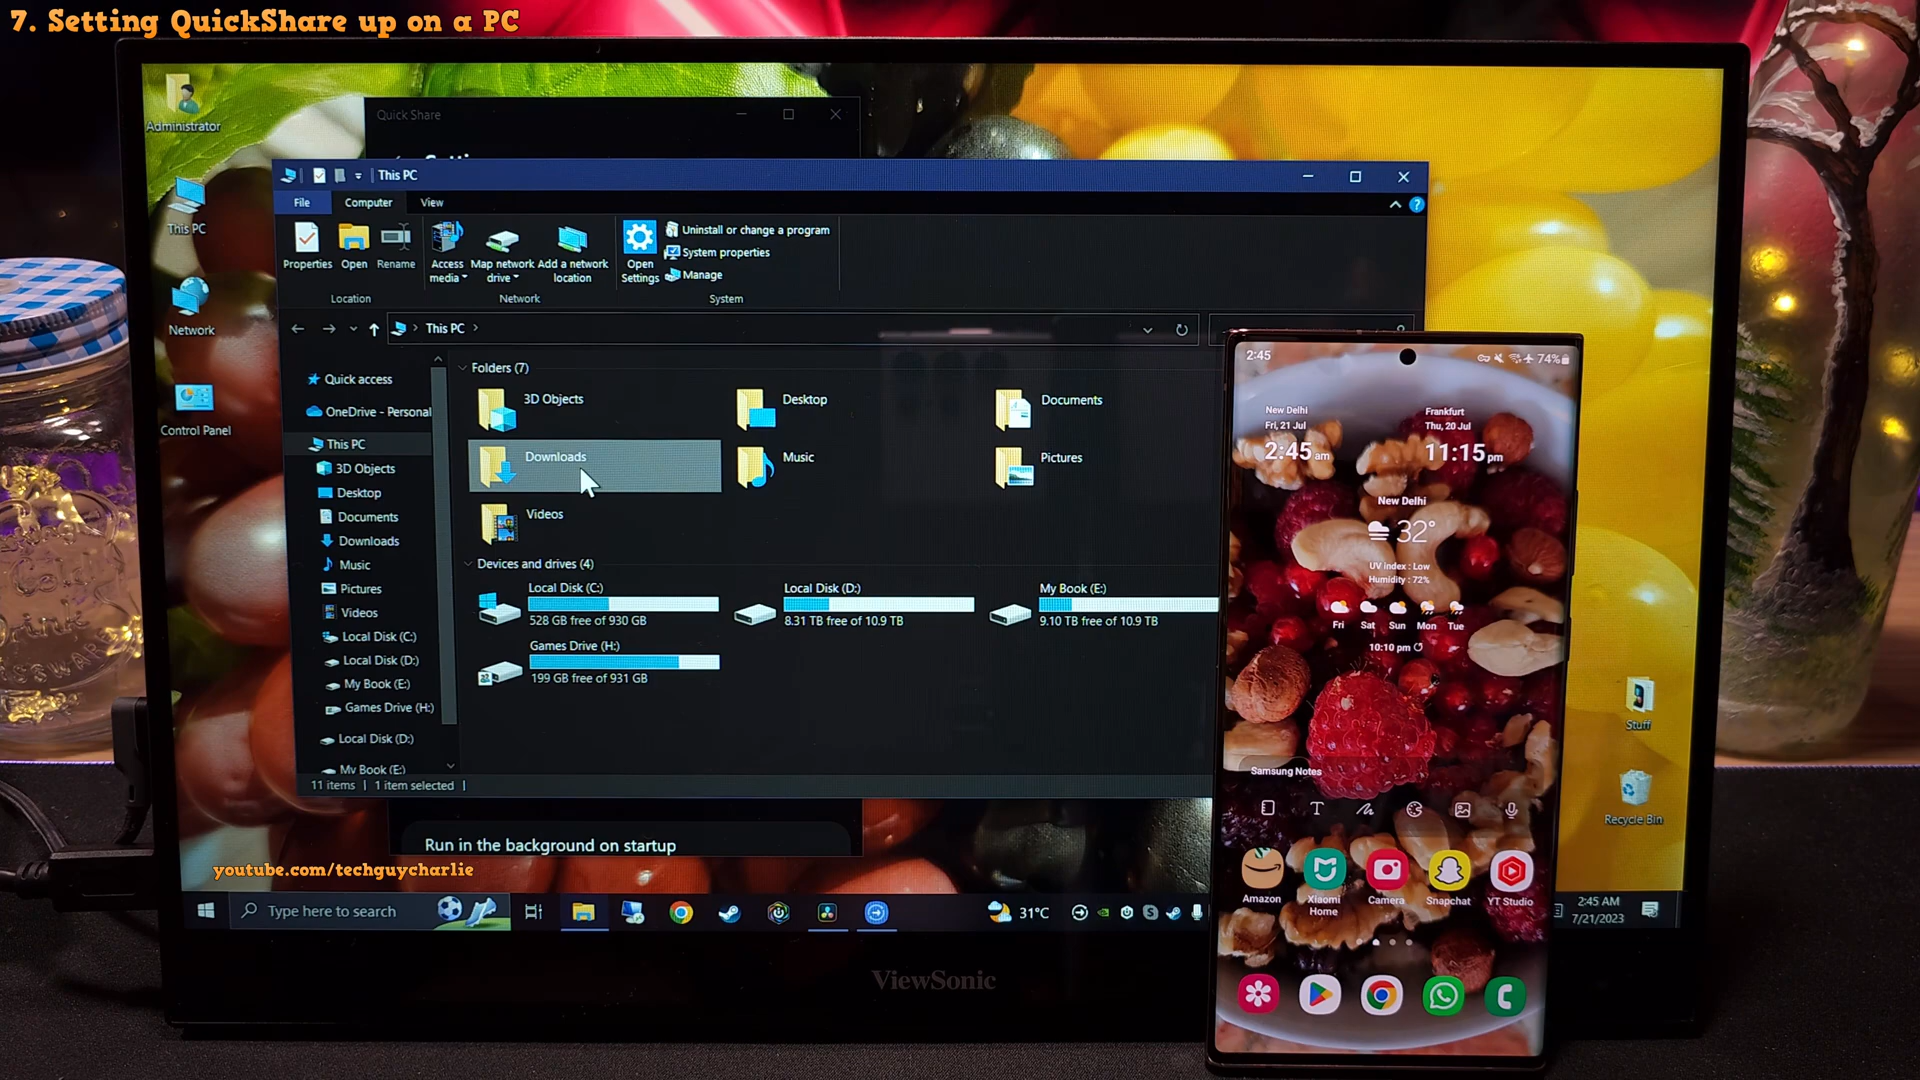 7. Setting QuickShare up on a PC
Administrator
This PC
Network
Control Panel
Quick Share
This PC
File
Computer
View
Properties
Open
Rename
Access media
Map network drive
Add a network location
Open Settings
Uninstall or change a program
System properties
Manage
Location
Network
System
This PC
Quick access
OneDrive - Personal
This PC
3D Objects
Desktop
Documents
Downloads
Music
Pictures
Videos
Local Disk (C:)
Local Disk (D:)
My Book (E:)
Games Drive (H:)
Local Disk (D:)
My Book (E:)
Folders (7)
3D Objects
Desktop
Documents
Downloads
Music
Pictures
Videos
Devices and drives (4)
Local Disk (C:)
528 GB free of 930 GB
Local Disk (D:)
8.31 TB free of 10.9 TB
My Book (E:)
9.10 TB free of 10.9 TB
Games Drive (H:)
199 GB free of 931 GB
11 items
1 item selected
Run in the background on startup
youtube.com/techguycharlie
Type here to search
31°C
2:45 AM
7/21/2023
Stuff
Recycle Bin
ViewSonic
2:45
74%
New Delhi
Fri, 21 Jul
2:45 am
Frankfurt
Thu, 20 Jul
11:15 pm
New Delhi
32°
UV index : Low
Humidity : 72%
Fri Sat Sun Mon Tue
10:10 pm
Samsung Notes
Amazon
Xiaomi Home
Camera
Snapchat
YT Studio